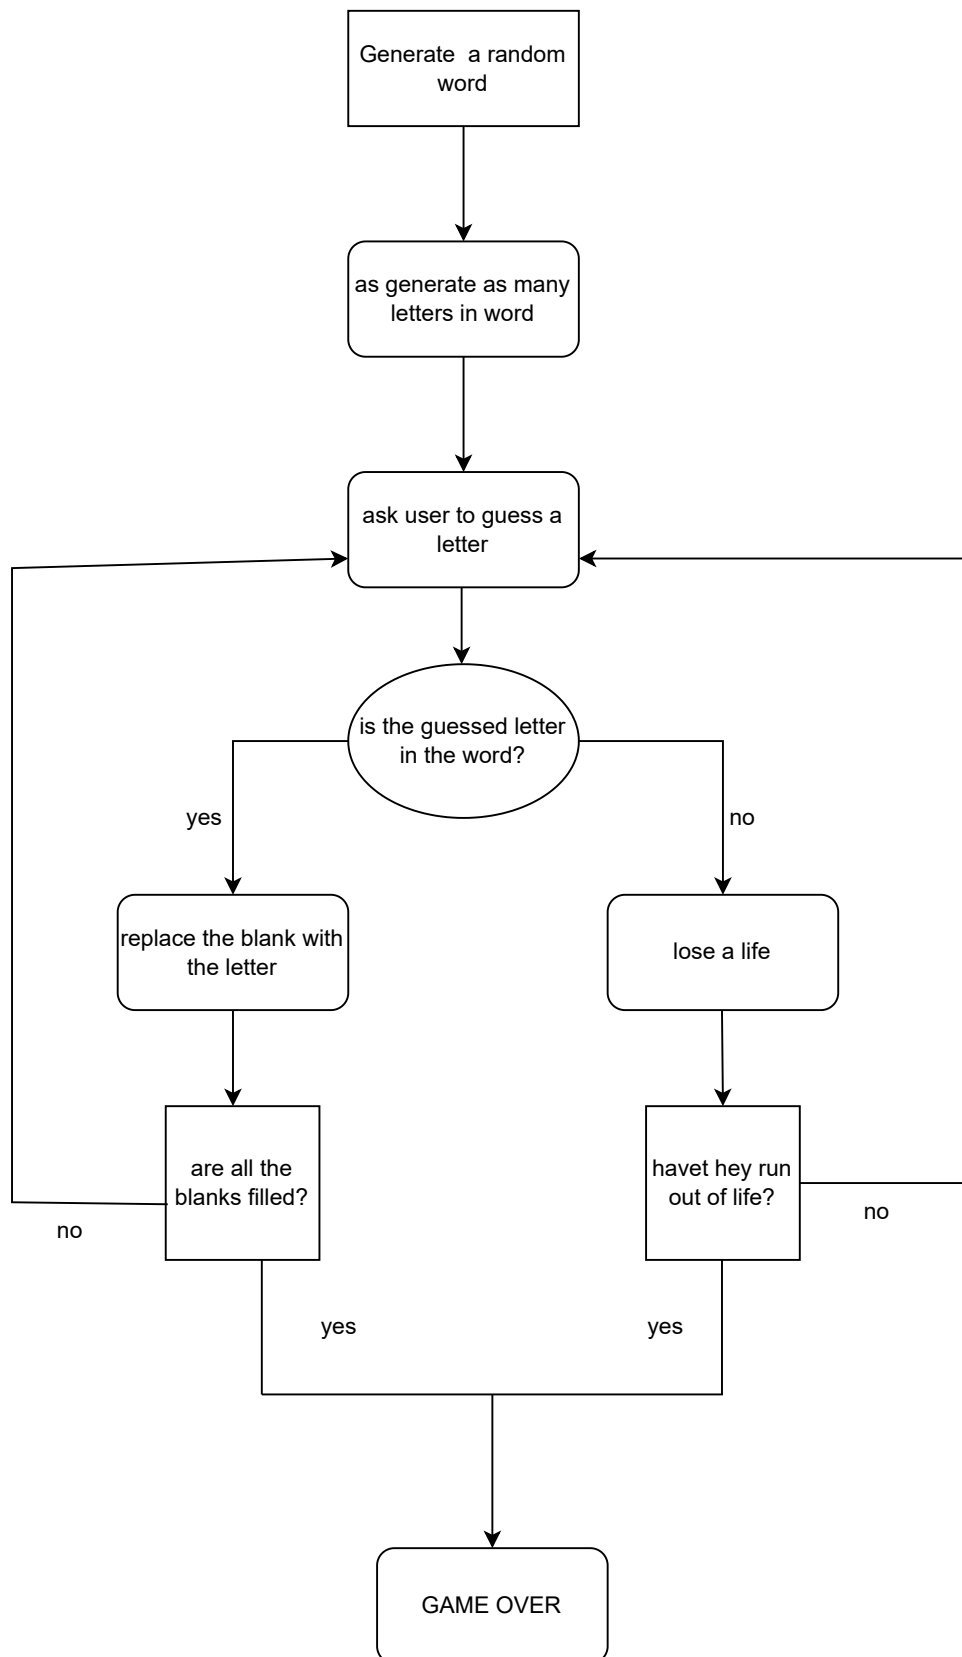 Generate  a random
word
as generate as many
letters in word
ask user to guess a
letter
is the guessed letter
in the word?
yes
no
replace the blank with
the letter
lose a life
are all the
blanks filled?
havet hey run
out of life?
no
no
yes
yes
GAME OVER